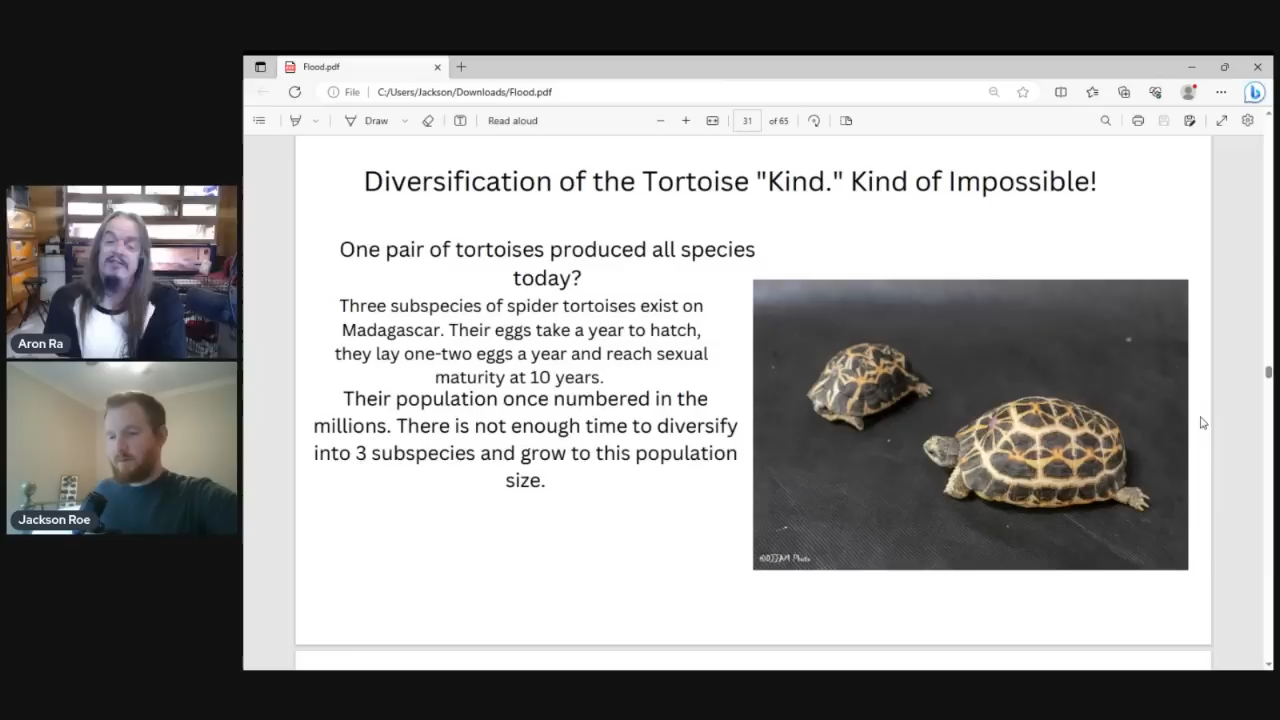 Flood.pdf
File
C:/Users/Jackson/Downloads/Flood.pdf
Draw
Read aloud
31
of 65
Diversification of the Tortoise "Kind." Kind of Impossible!
One pair of tortoises produced all species
today?
Three subspecies of spider tortoises exist on
Madagascar. Their eggs take a year to hatch,
they lay one-two eggs a year and reach sexual
maturity at 10 years.
Their population once numbered in the
millions. There is not enough time to diversify
into 3 subspecies and grow to this population
size.
Photo
Aron Ra
Jackson Roe